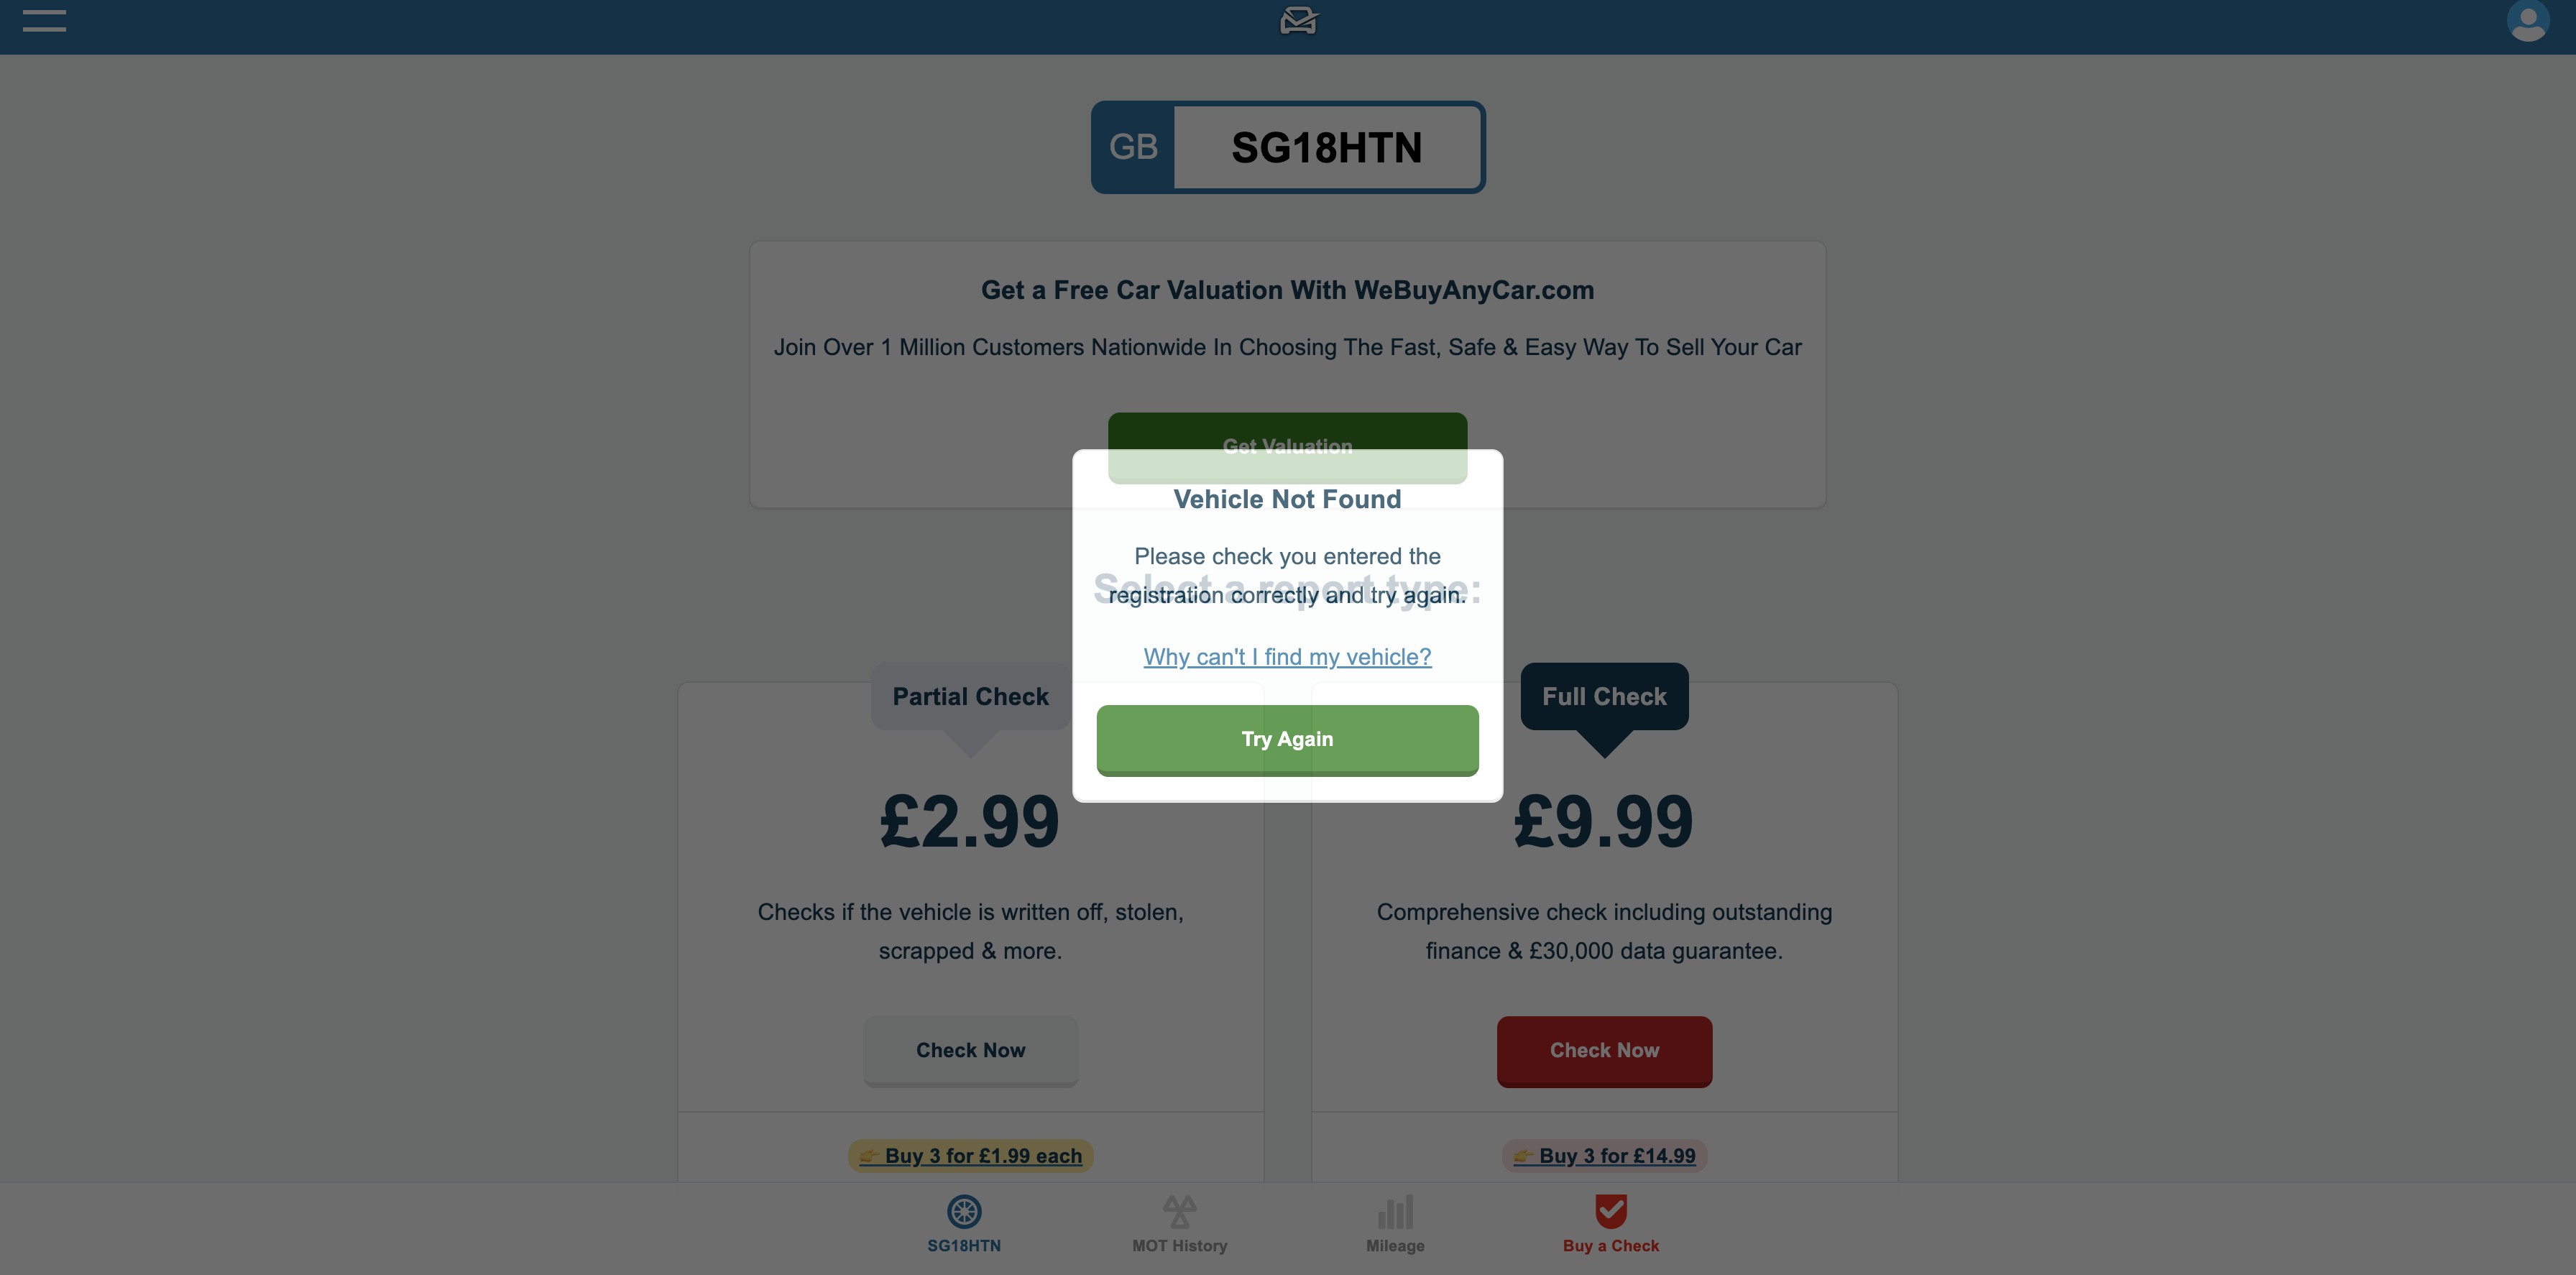 GB SG18HTN
Get a Free Car Valuation With WeBuyAnyCar.com
Join Over 1 Million Customers Nationwide In Choosing The Fast, Safe & Easy Way To Sell Your Car
Get Valuation
Vehicle Not Found
Please check you entered the
registration correctly and try again.
Select a report type:
Why can't I find my vehicle?
Try Again
Partial Check
£2.99
Checks if the vehicle is written off, stolen,
scrapped & more.
Check Now
Buy 3 for £1.99 each
Full Check
£9.99
Comprehensive check including outstanding
finance & £30,000 data guarantee.
Check Now
Buy 3 for £14.99
SG18HTN
MOT History
Mileage
Buy a Check